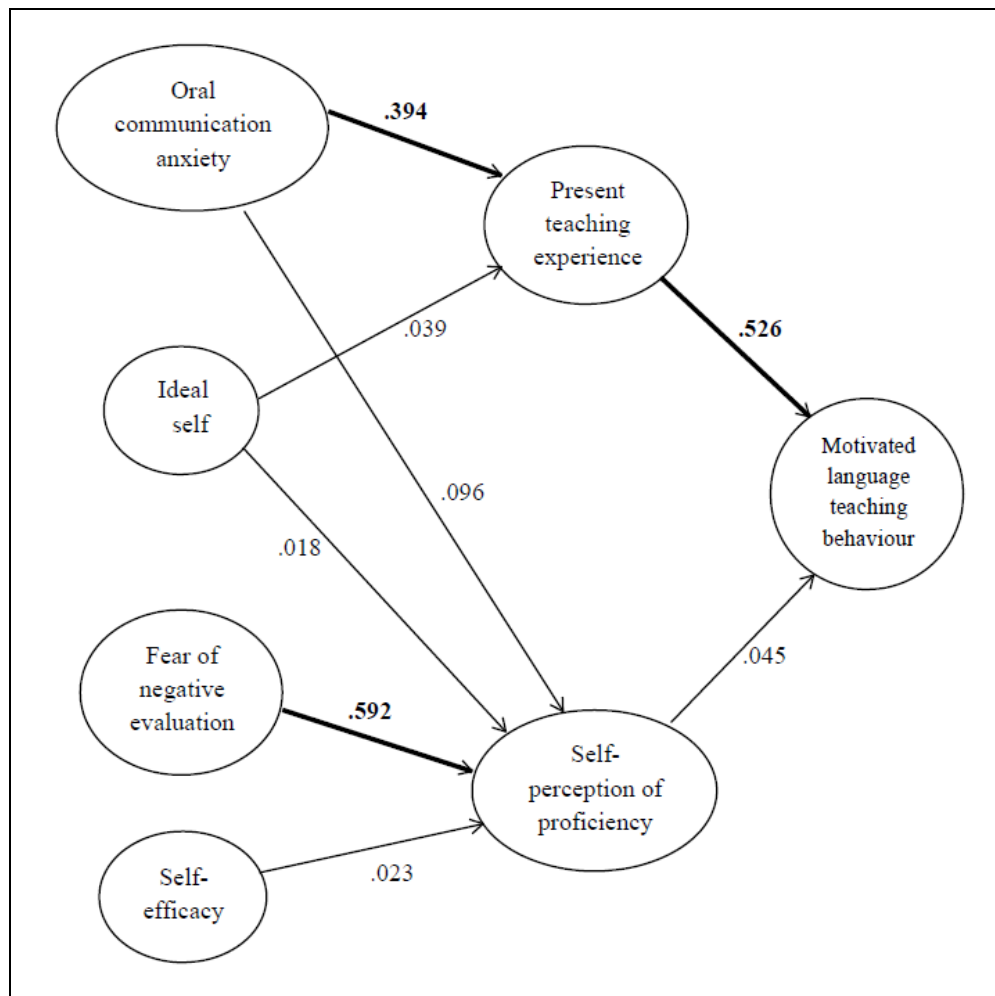 Oral
communication
anxiety
.394
Present
teaching
experience
.039
.526
Ideal
self
Motivated
language
teaching
behaviour
.096
.018
Fear of
negative
evaluation
.592
.045
Self-
perception of
proficiency
Self-
efficacy
.023